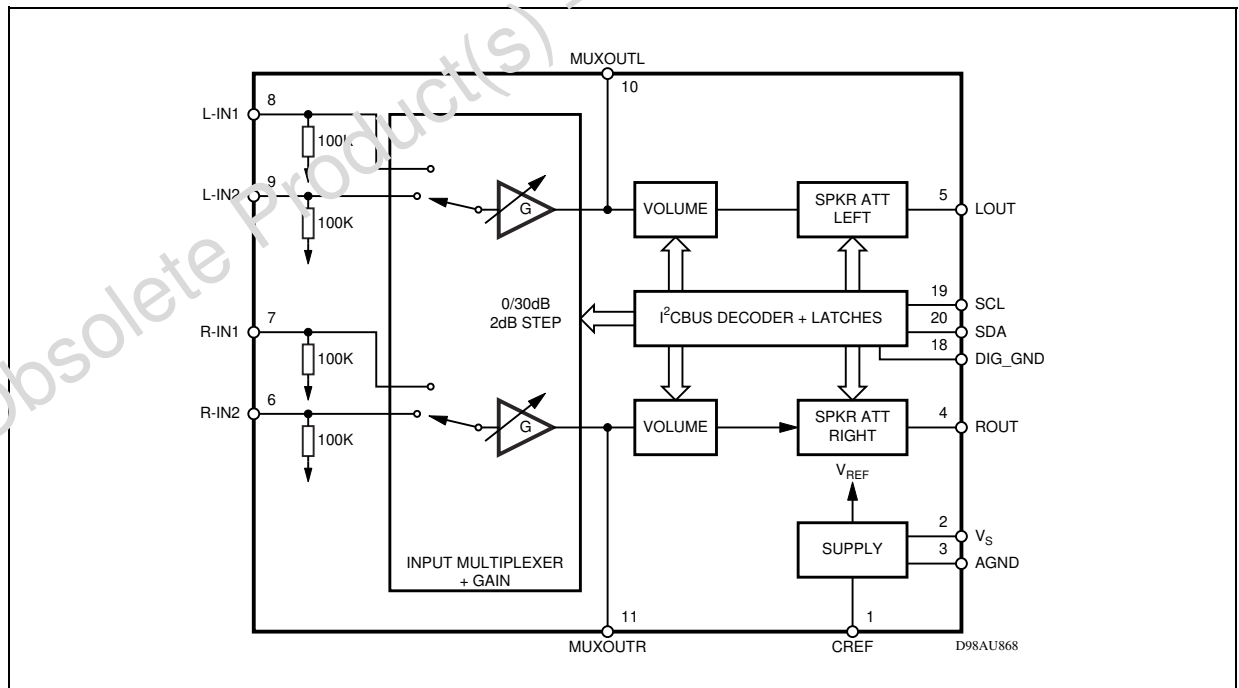 Obsolete Product(s)
MUXOUTL
10
L-IN1
8
100K
L-IN2
9
100K
G
VOLUME
SPKR ATT
LEFT
5
LOUT
0/30dB
2dB STEP
I²CBUS DECODER + LATCHES
19
SCL
20
SDA
18
DIG_GND
R-IN1
7
100K
R-IN2
6
100K
G
VOLUME
SPKR ATT
RIGHT
4
ROUT
VREF
SUPPLY
2
VS
3
AGND
INPUT MULTIPLEXER
+ GAIN
11
MUXOUTR
1
CREF
D98AU868